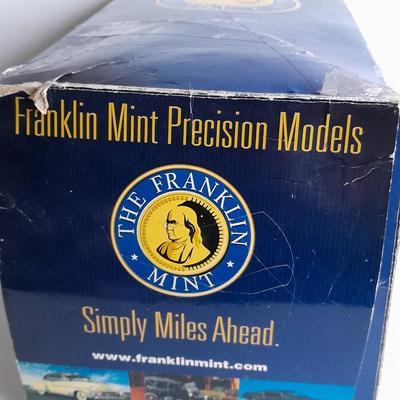 Franklin Mint Precision Models
THE FRANKLIN
MINT
Simply Miles Ahead.
www.franklinmint.com